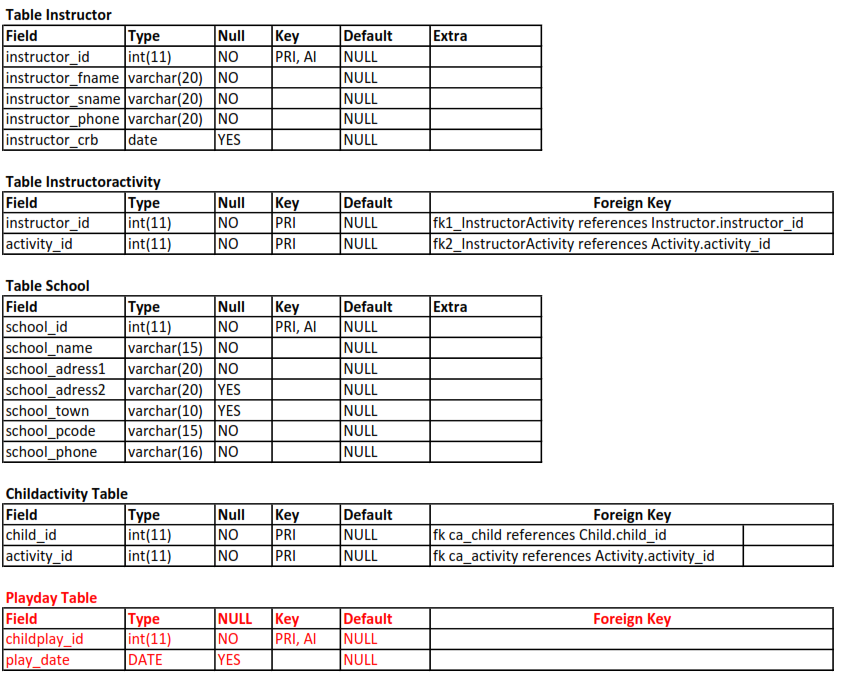 Table Instructor
Field Type Null Key Default Extra
instructor_id int(11) NO PRI, AI NULL
instructor_fname varchar(20) NO NULL
instructor_sname varchar(20) NO NULL
instructor_phone varchar(20) NO NULL
instructor_crb date YES NULL
Table Instructoractivity
Field Type Null Key Default Foreign Key
instructor_id int(11) NO PRI NULL fk1_InstructorActivity references Instructor.instructor_id
activity_id int(11) NO PRI NULL fk2_InstructorActivity references Activity.activity_id
Table School
Field Type Null Key Default Extra
school_id int(11) NO PRI, AI NULL
school_name varchar(15) NO NULL
school_adress1 varchar(20) NO NULL
school_adress2 varchar(20) YES NULL
school_town varchar(10) YES NULL
school_pcode varchar(15) NO NULL
school_phone varchar(16) NO NULL
Childactivity Table
Field Type Null Key Default Foreign Key
child_id int(11) NO PRI NULL fk ca_child references Child.child_id
activity_id int(11) NO PRI NULL fk ca_activity references Activity.activity_id
Playday Table
Field Type NULL Key Default Foreign Key
childplay_id int(11) NO PRI, AI NULL
play_date DATE YES NULL